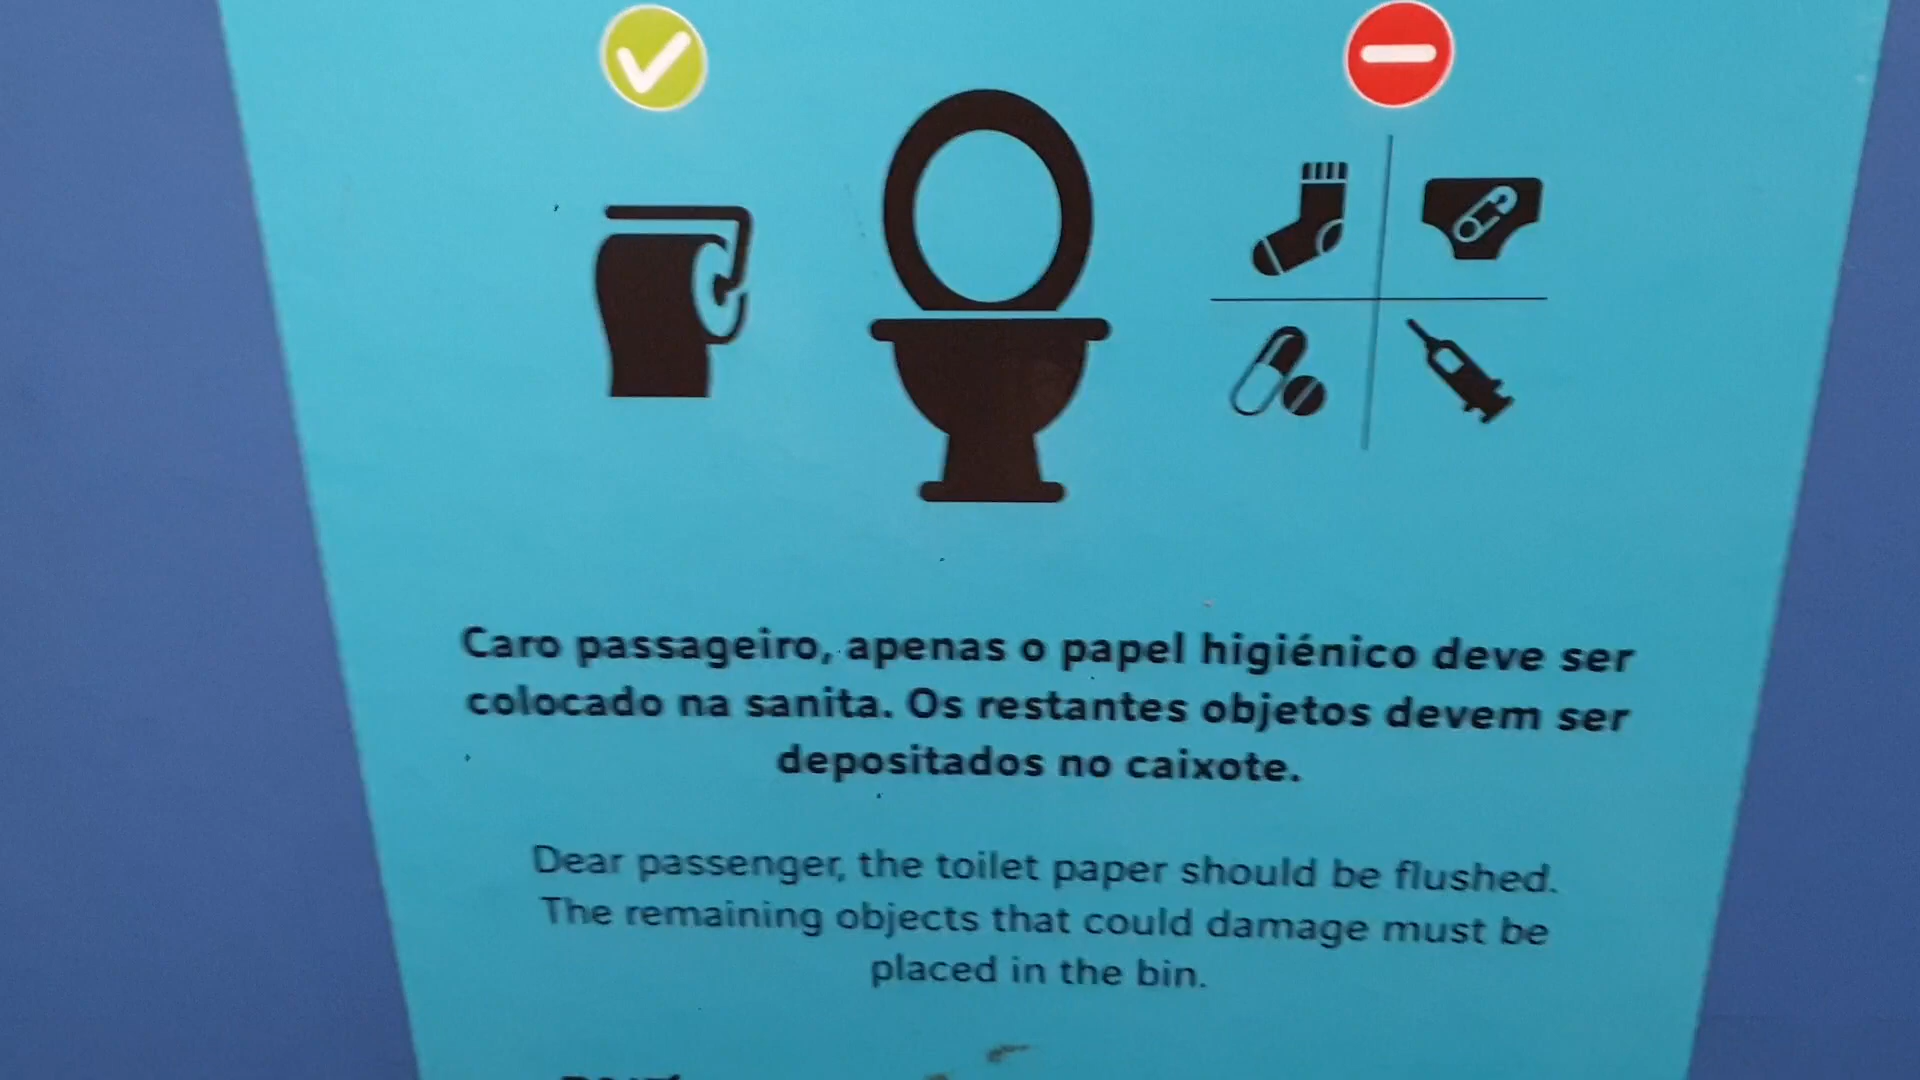 Caro passageiro, apenas o papel higiénico deve ser
colocado na sanita. Os restantes objetos devem ser
depositados no caixote.
Dear passenger, the toilet paper should be flushed.
The remaining objects that could damage must be
placed in the bin.